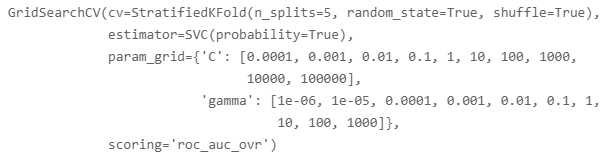 GridSearchCV(cv=StratifiedKFold(n_splits=5, random_state=True, shuffle=True),
             estimator=SVC(probability=True),
             param_grid={'C': [0.0001, 0.001, 0.01, 0.1, 1, 10, 100, 1000,
                               10000, 100000],
                         'gamma': [1e-06, 1e-05, 0.0001, 0.001, 0.01, 0.1, 1,
                                   10, 100, 1000]},
             scoring='roc_auc_ovr')